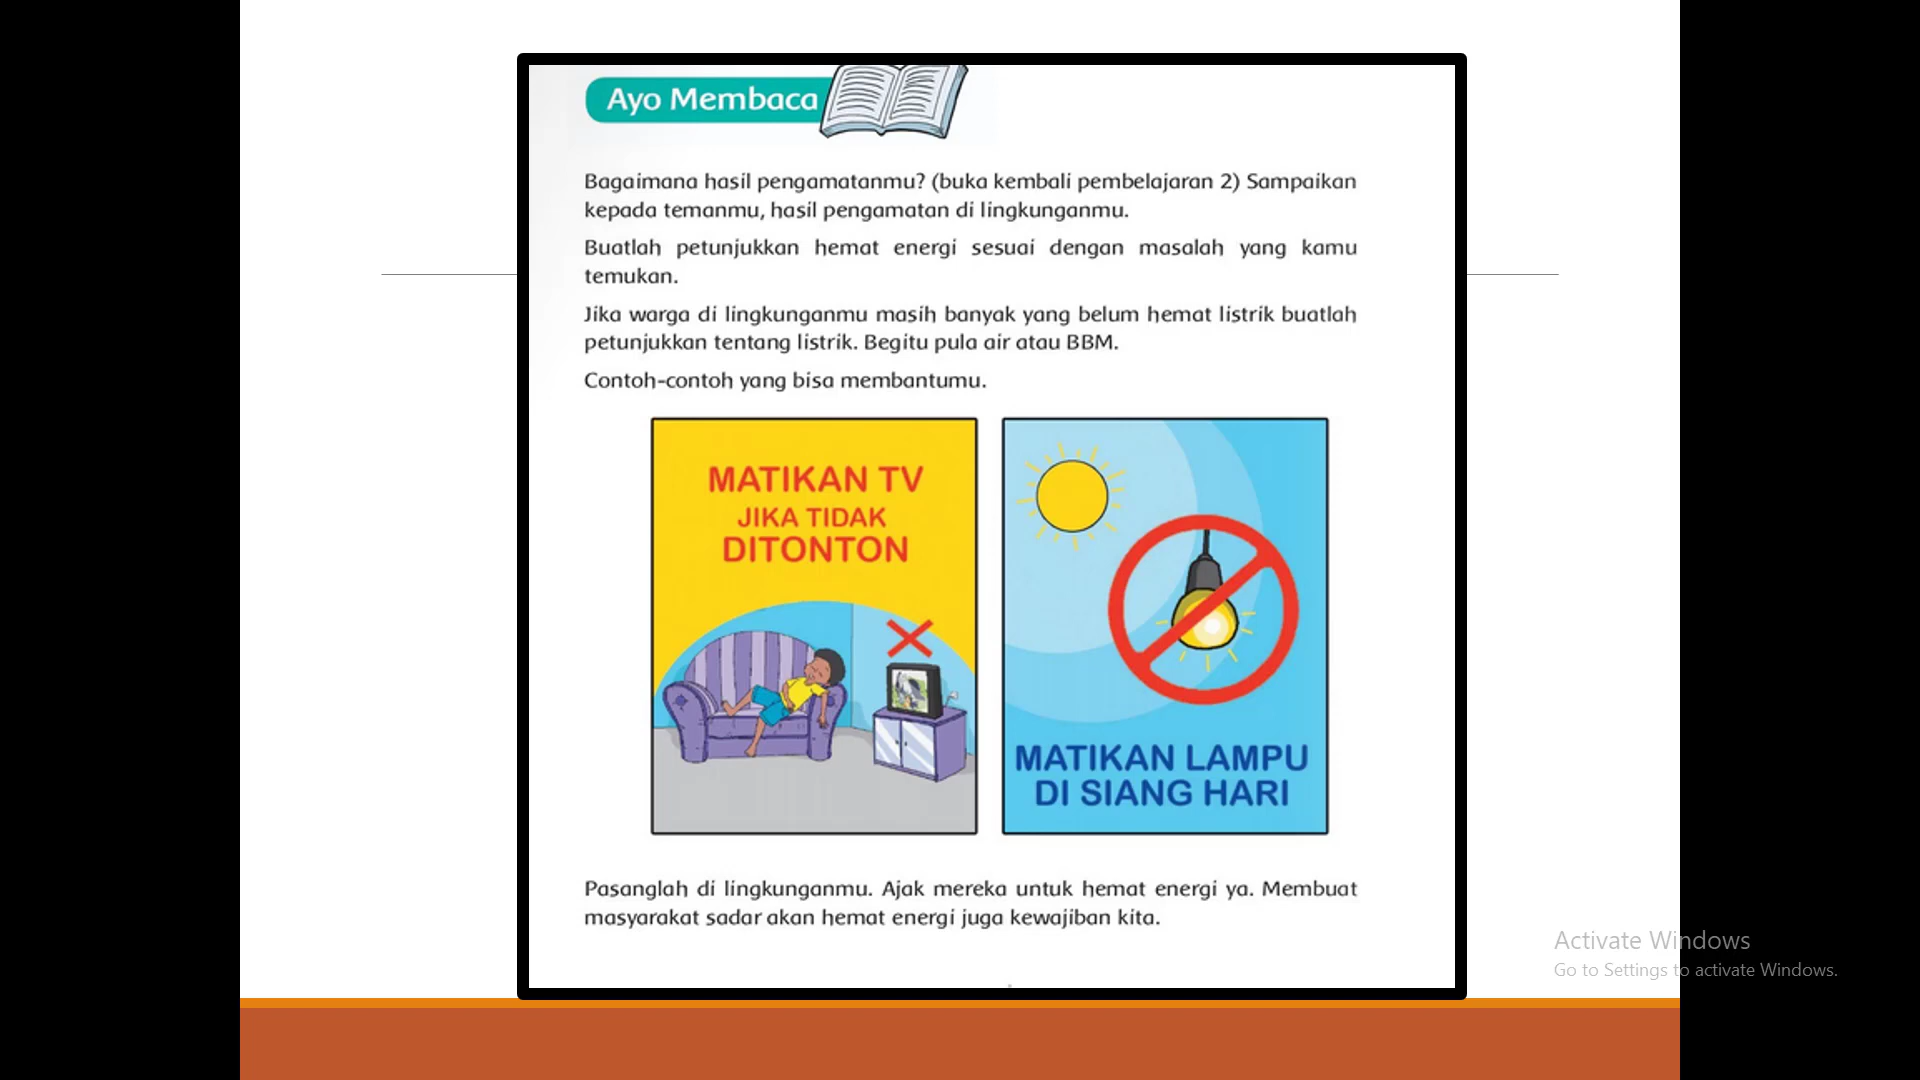 Ayo Membaca
Bagaimana hasil pengamatanmu? (buka kembali pembelajaran 2) Sampaikan
kepada temanmu, hasil pengamatan di lingkunganmu.
Buatlah petunjukkan hemat energi sesuai dengan masalah yang kamu
temukan.
Jika warga di lingkunganmu masih banyak yang belum hemat listrik buatlah
petunjukkan tentang listrik. Begitu pula air atau BBM.
Contoh-contoh yang bisa membantumu.
MATIKAN TV
JIKA TIDAK
DITONTON
MATIKAN LAMPU
DI SIANG HARI
Pasanglah di lingkunganmu. Ajak mereka untuk hemat energi ya. Membuat
masyarakat sadar akan hemat energi juga kewajiban kita.
Activate Windows
Go to Settings to activate Windows.